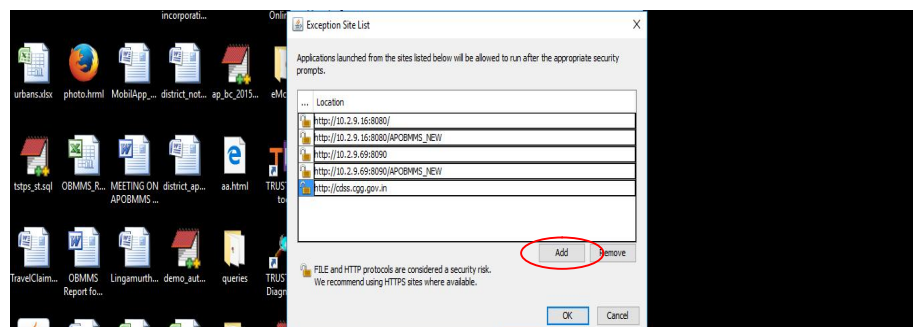 incorporati...
Onlin
urbans.xlsx
photo.hrml
MobilApp_...
district_not...
ap_bc_2015...
eMc
tstps_st.sql
OBMMS_R...
MEETING ON
APOBMMS ...
district_ap...
aa.html
TRUST
to
TravelClaim...
OBMMS
Report fo...
Lingamurth...
demo_aut...
queries
TRUS
Diagn
Exception Site List
X
Applications launched from the sites listed below will be allowed to run after the appropriate security
prompts.
... Location
http://10.2.9.16:8080/
http://10.2.9.16:8080/APOBMMS_NEW
http://10.2.9.69:8090
http://10.2.9.69:8090/APOBMMS_NEW
http://cdss.cgg.gov.in
Add Remove
FILE and HTTP protocols are considered a security risk.
We recommend using HTTPS sites where available.
OK Cancel